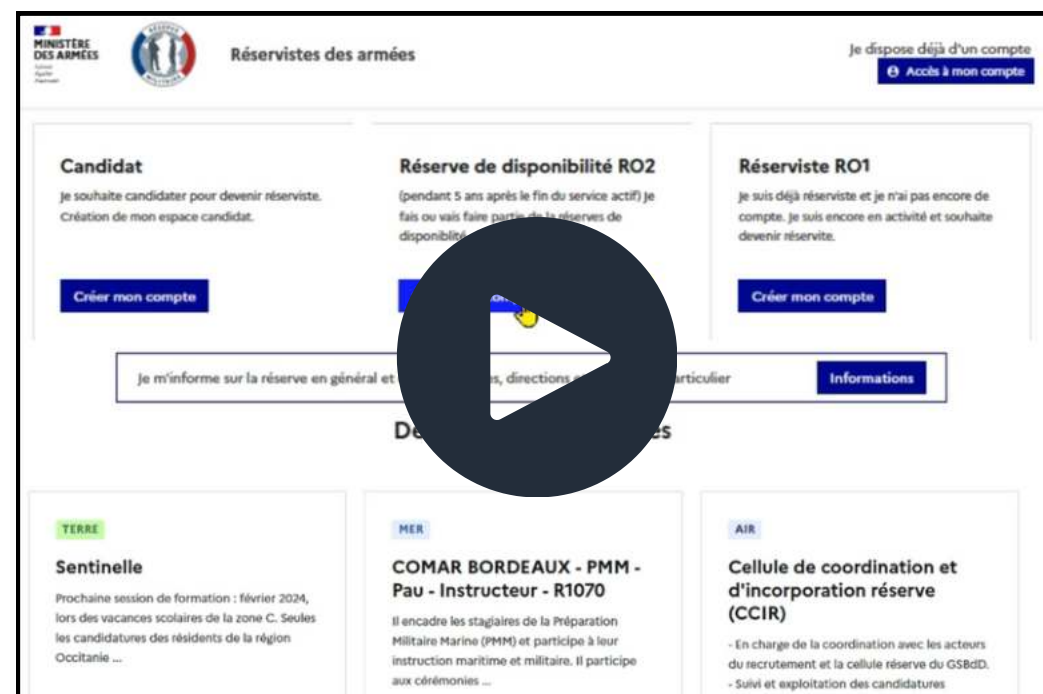 MINISTÈRE
DES ARMÉES
Réservistes des armées
Je dispose déjà d'un compte
Accès à mon compte
Candidat
Je souhaite candidater pour devenir réserviste.
Création de mon espace candidat.
Créer mon compte
Réserve de disponibilité RO2
(pendant 5 ans après le fin du service actif) Je
fais ou vais faire partie de la réserves de
disponiblité
Réserviste RO1
Je suis déjà réserviste et je n'ai pas encore de
compte. Je suis encore en activité et souhaite
devenir réservite.
Créer mon compte
Je m'informe sur la réserve en général et directions
Informations
TERRE
Sentinelle
Prochaine session de formation : février 2024,
lors des vacances scolaires de la zone C. Seules
les candidatures des résidents de la région
Occitanie ...
MER
COMAR BORDEAUX - PMM -
Pau - Instructeur - R1070
Il encadre les stagiaires de la Préparation
Militaire Marine (PMM) et participe à leur
instruction maritime et militaire. Il participe
aux cérémonies ...
AIR
Cellule de coordination et
d'incorporation réserve
(CCIR)
- En charge de la coordination avec les acteurs
du recrutement et la cellule réserve du GSBdD.
- Suivi et exploitation des candidatures